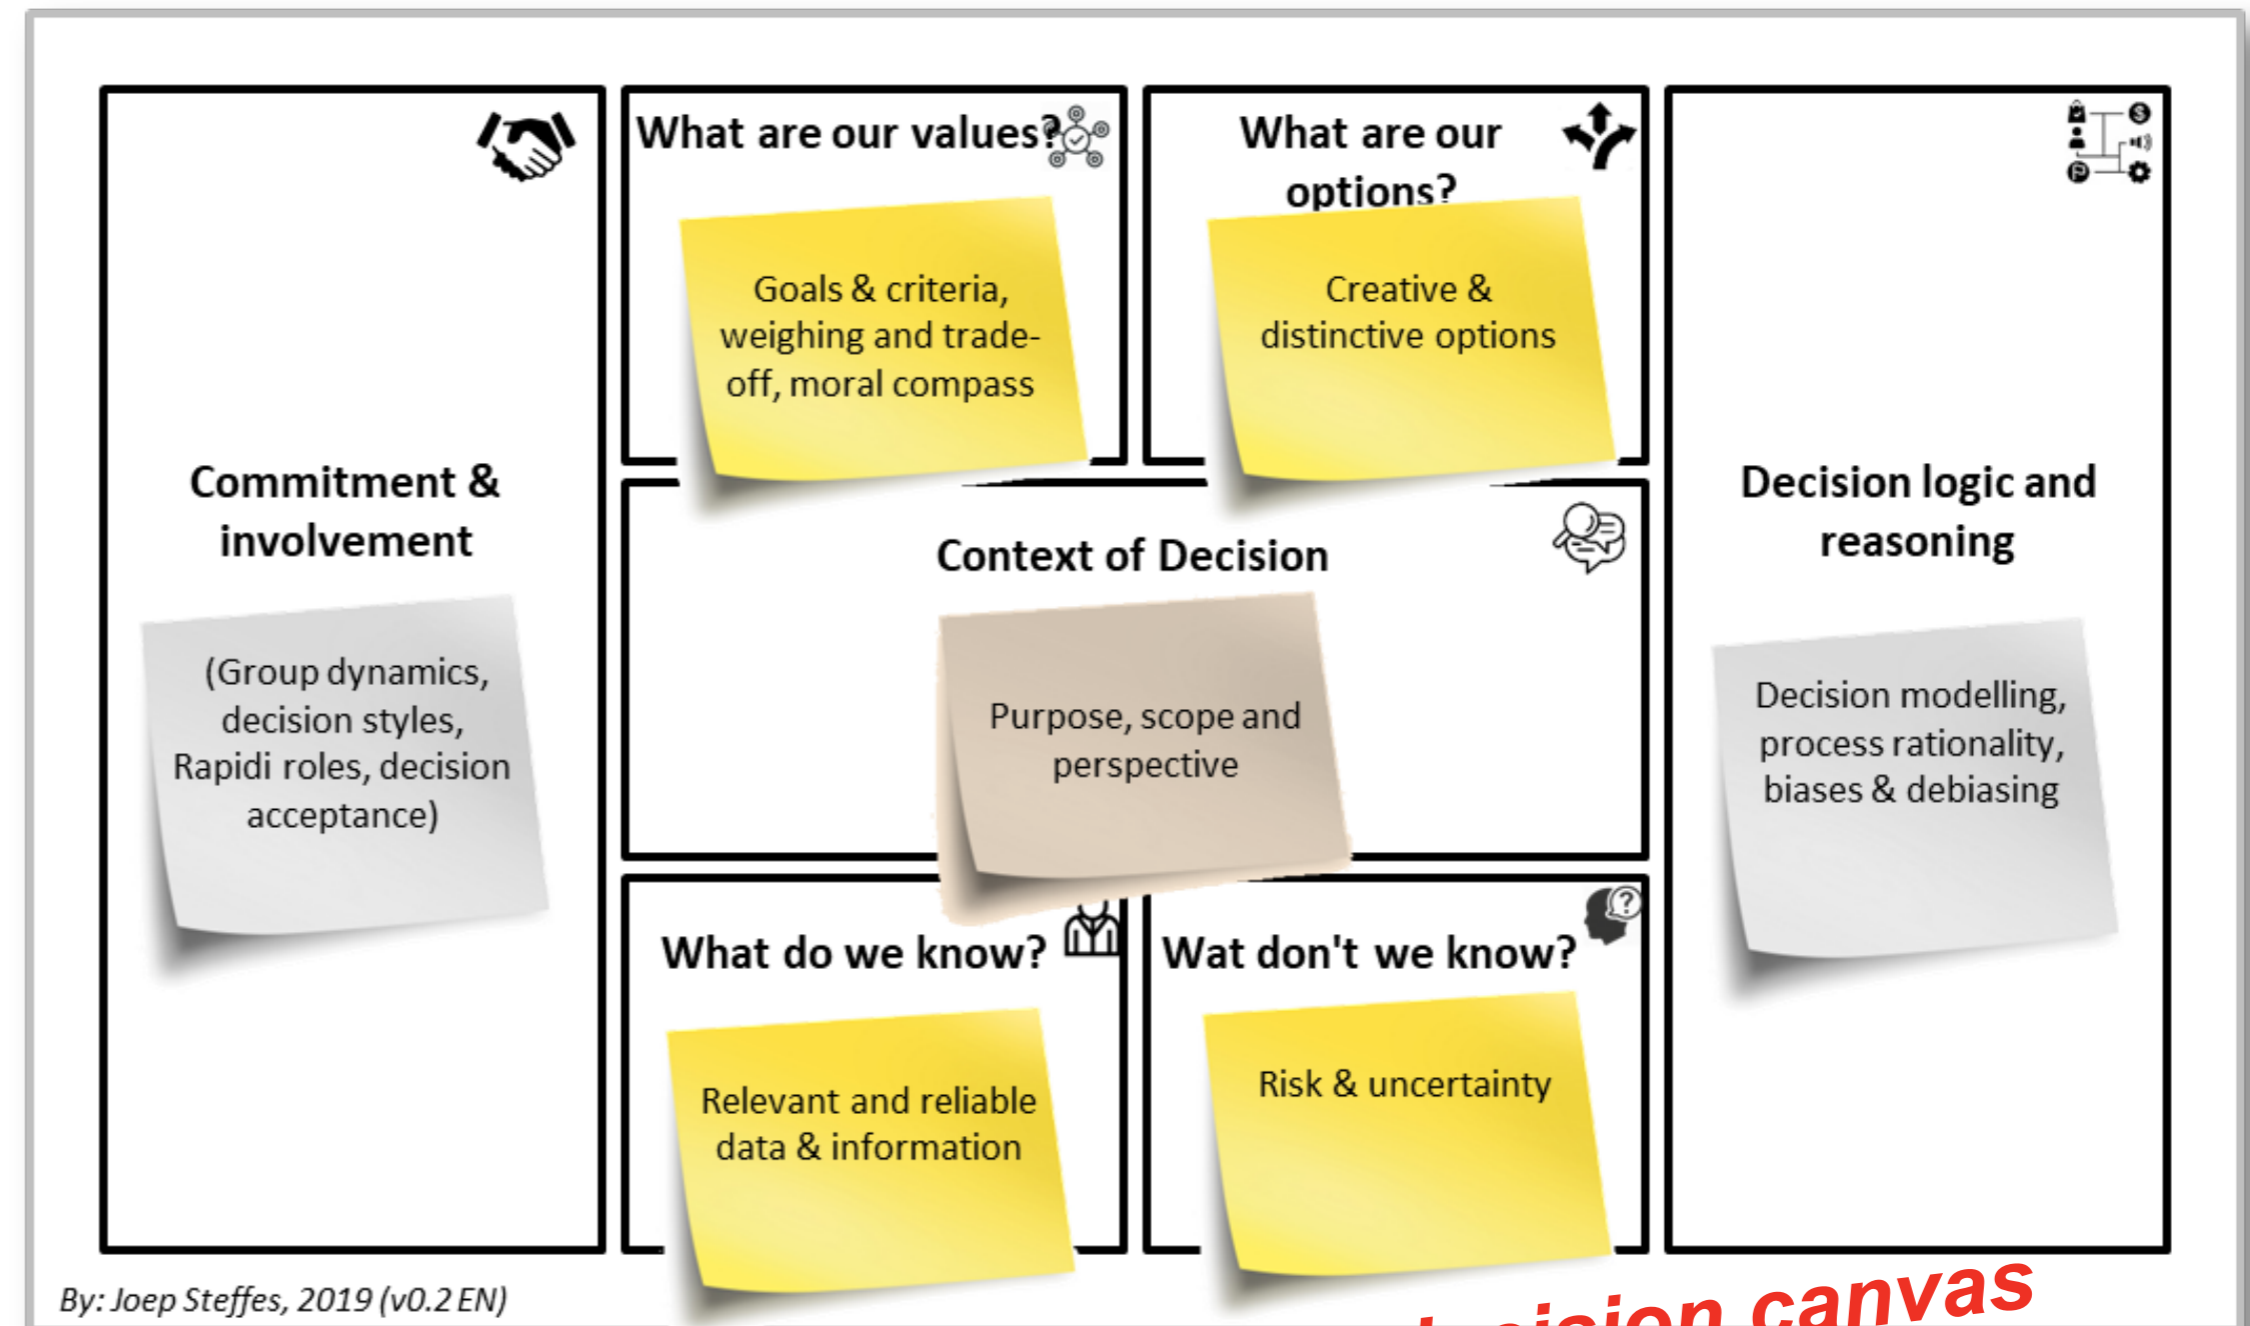 Commitment &
involvement
(Group dynamics,
decision styles,
Rapidi roles, decision
acceptance)
What are our values?
Goals & criteria,
weighing and trade-
off, moral compass
What are our
options?
Creative &
distinctive options
Context of Decision
Purpose, scope and
perspective
What do we know?
Relevant and reliable
data & information
Wat don't we know?
Risk & uncertainty
Decision logic and
reasoning
Decision modelling,
process rationality,
biases & debiasing
By: Joep Steffes, 2019 (v0.2 EN)
canvas